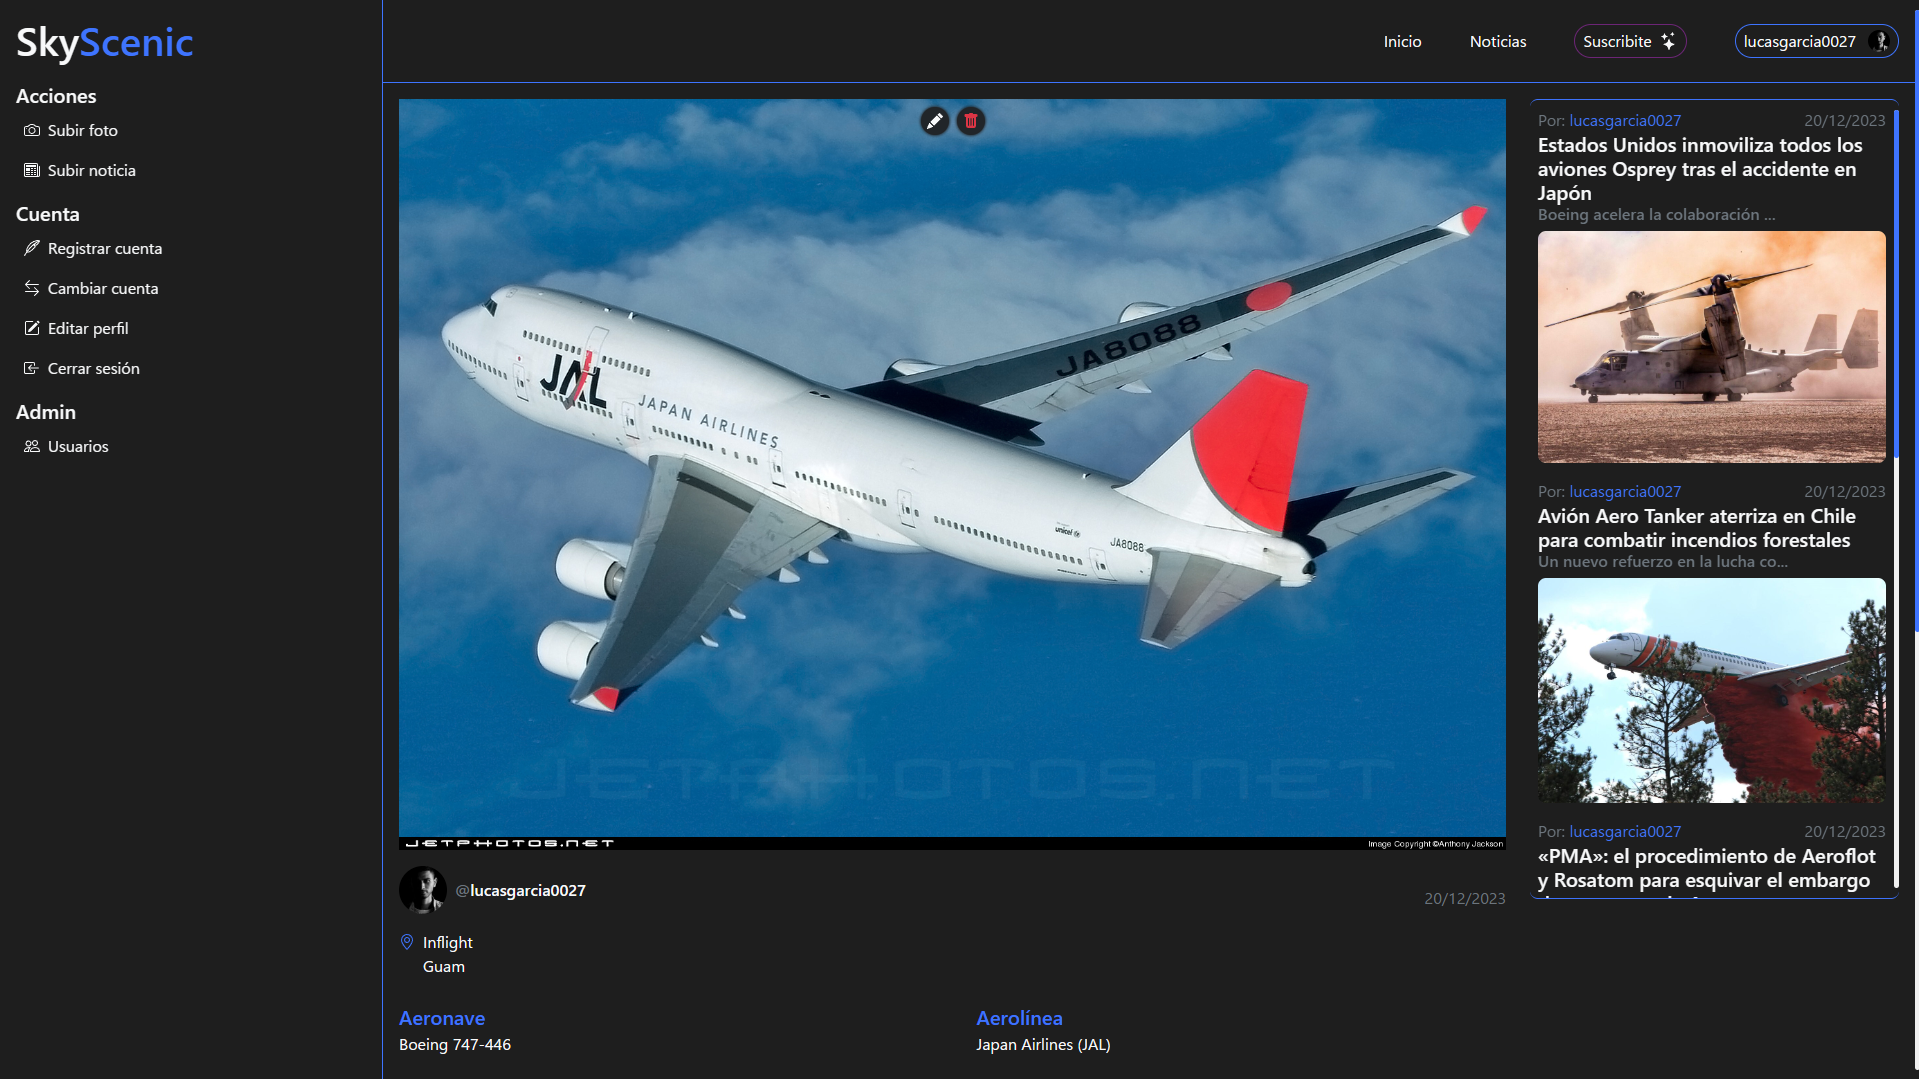 SkyScenic
Acciones
Subir foto
Subir noticia
Cuenta
Registrar cuenta
Cambiar cuenta
Editar perfil
Cerrar sesión
Admin
Usuarios
Inicio
Noticias
Suscribite
lucasgarcia0027
JAL
JAPAN AIRLINES
JA8088
unicef
JA8088
JETPHOTOS.NET
JETPHOTOS.NET
Image Copyright ©Anthony Jackson
@lucasgarcia0027
20/12/2023
Inflight
Guam
Aeronave
Boeing 747-446
Aerolínea
Japan Airlines (JAL)
Por: lucasgarcia0027
20/12/2023
Estados Unidos inmoviliza todos los
aviones Osprey tras el accidente en
Japón
Boeing acelera la colaboración ...
Por: lucasgarcia0027
20/12/2023
Avión Aero Tanker aterriza en Chile
para combatir incendios forestales
Un nuevo refuerzo en la lucha co...
Por: lucasgarcia0027
20/12/2023
«PMA»: el procedimiento de Aeroflot
y Rosatom para esquivar el embargo